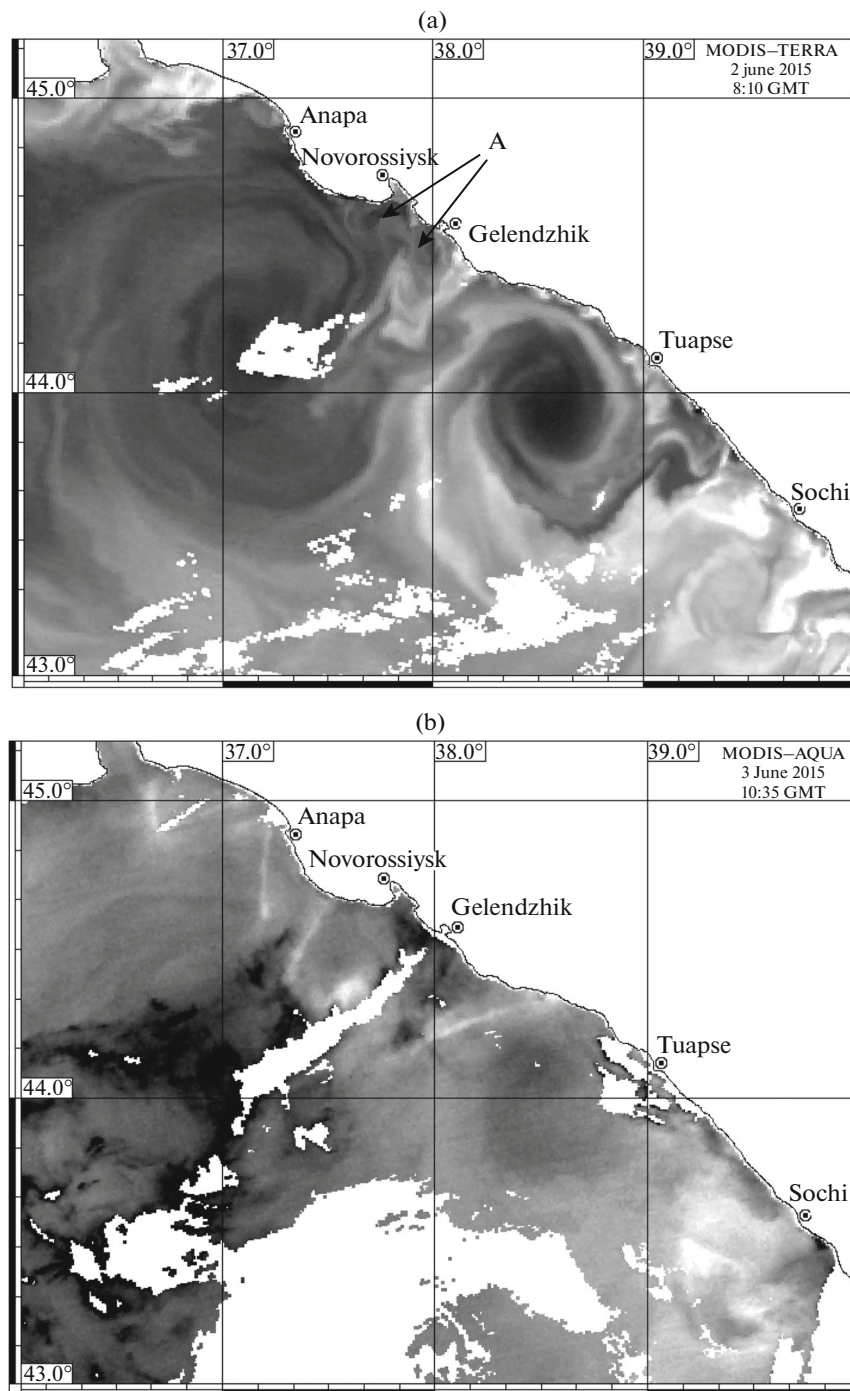 (a)
37.0°
38.0°
39.0°
MODIS–TERRA
2 june 2015
8:10 GMT
45.0°
Anapa
A
Novorossiysk
Gelendzhik
Tuapse
44.0°
Sochi
43.0°
(b)
37.0°
38.0°
39.0°
MODIS–AQUA
3 June 2015
10:35 GMT
45.0°
Anapa
Novorossiysk
Gelendzhik
Tuapse
44.0°
Sochi
43.0°